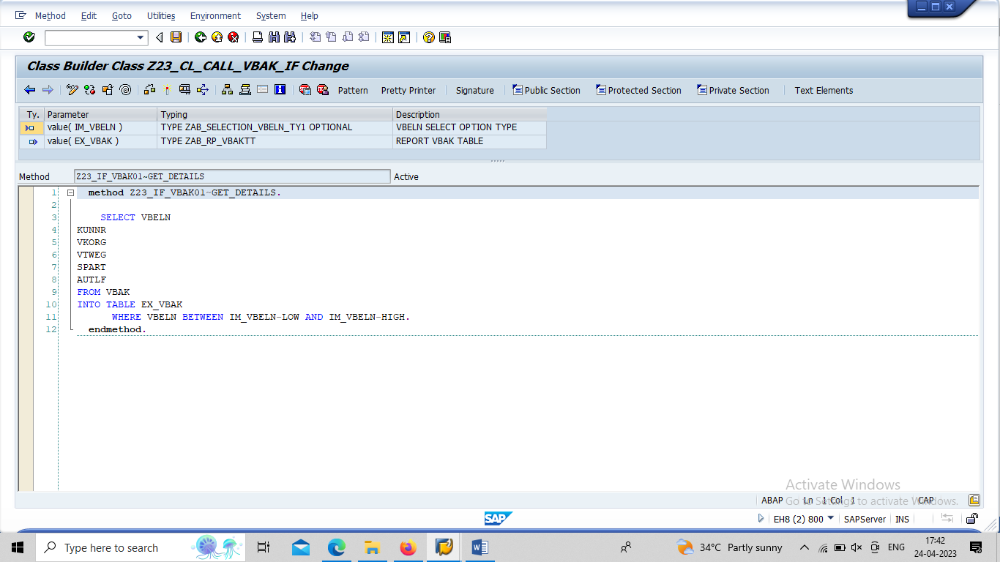 Method Edit Goto Utilities Environment System Help
Class Builder Class Z23_CL_CALL_VBAK_IF Change
Pattern Pretty Printer Signature Public Section Protected Section Private Section Text Elements
Ty. Parameter Typing Description
value( IM_VBELN ) TYPE ZAB_SELECTION_VBELN_TY1 OPTIONAL VBELN SELECT OPTION TYPE
value( EX_VBAK ) TYPE ZAB_RP_VBAKTT REPORT VBAK TABLE
Method Z23_IF_VBAK01~GET_DETAILS Active
1 method Z23_IF_VBAK01~GET_DETAILS.
2
3 SELECT VBELN
4 KUNNR
5 VKORG
6 VTWEG
7 SPART
8 AUTLF
9 FROM VBAK
10 INTO TABLE EX_VBAK
11 WHERE VBELN BETWEEN IM_VBELN-LOW AND IM_VBELN-HIGH.
12 endmethod.
Activate Windows
Go to Settings to activate Windows.
ABAP Ln 1 Col 1 CAP
SAP EH8 (2) 800 SAPServer INS
Type here to search 34°C Partly sunny ENG 17:42
24-04-2023